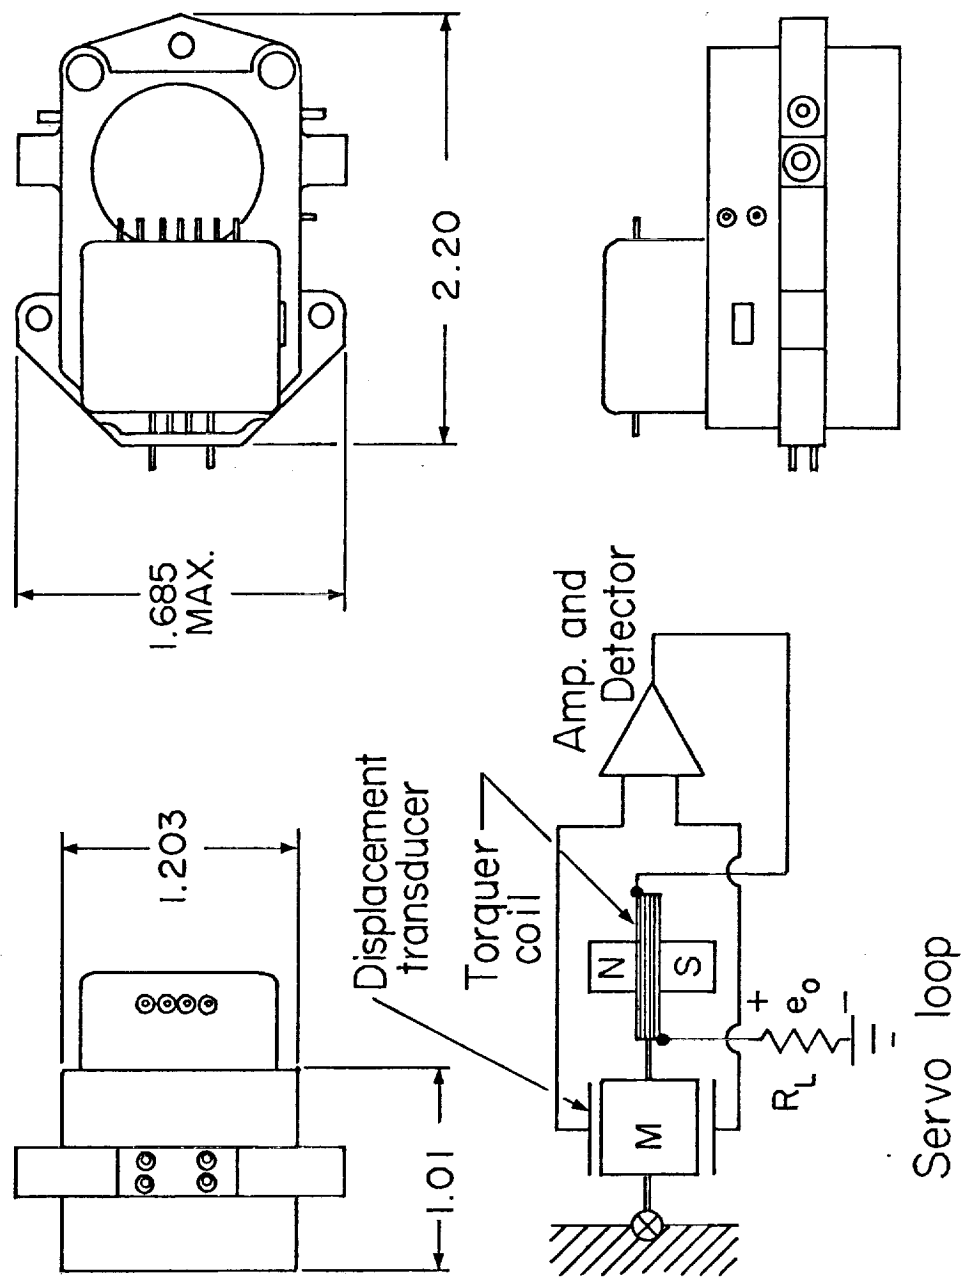 2.20
1.685
MAX.
1.203
1.01
Displacement
transducer
Torquer
coil
Amp. and
Detector
N
S
M
+
e₀
−
R_L
Servo loop